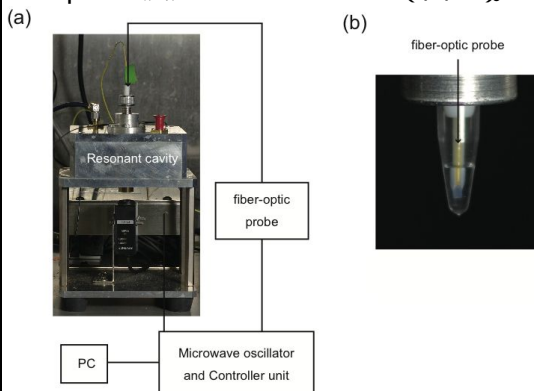 (a)
(b)
fiber-optic probe
Resonant cavity
fiber-optic
probe
PC
Microwave oscillator
and Controller unit